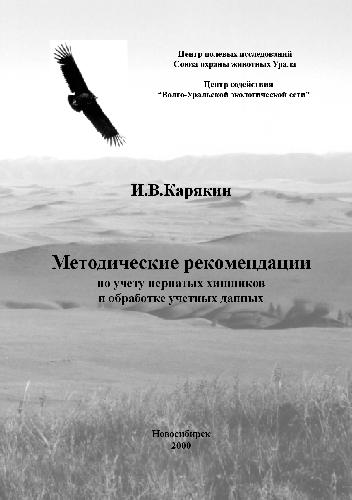 Центр полевых исследований
Союза охраны животных Урала
Центр содействия
"Волго-Уральской экологической сети"
И.В.Карякин
Методические рекомендации
по учету пернатых хищников
и обработке учетных данных
Новосибирск
2000